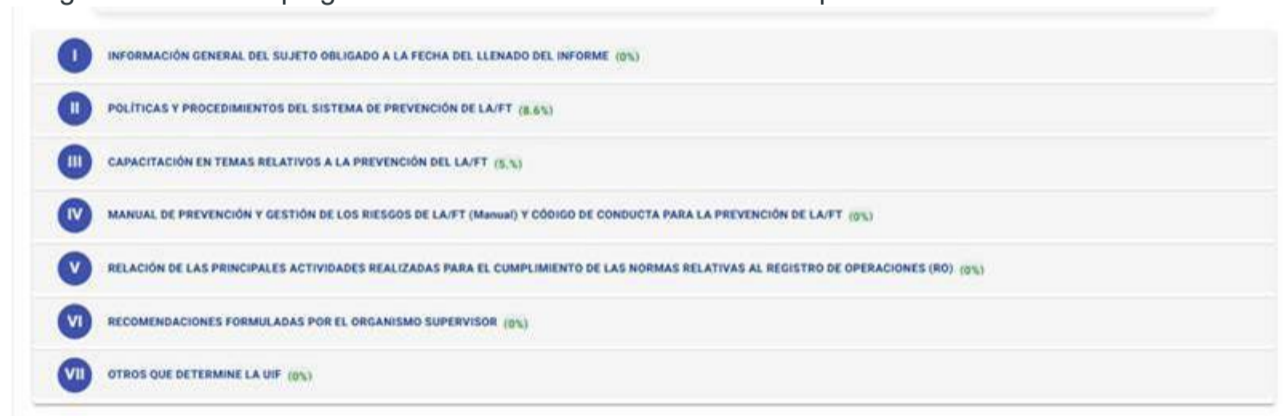 I INFORMACIÓN GENERAL DEL SUJETO OBLIGADO A LA FECHA DEL LLENADO DEL INFORME (0%)
II POLÍTICAS Y PROCEDIMIENTOS DEL SISTEMA DE PREVENCIÓN DE LA/FT (8.6%)
III CAPACITACIÓN EN TEMAS RELATIVOS A LA PREVENCIÓN DEL LA/FT (5.%)
IV MANUAL DE PREVENCIÓN Y GESTIÓN DE LOS RIESGOS DE LA/FT (Manual) Y CÓDIGO DE CONDUCTA PARA LA PREVENCIÓN DE LA/FT (0%)
V RELACIÓN DE LAS PRINCIPALES ACTIVIDADES REALIZADAS PARA EL CUMPLIMIENTO DE LAS NORMAS RELATIVAS AL REGISTRO DE OPERACIONES (RO) (0%)
VI RECOMENDACIONES FORMULADAS POR EL ORGANISMO SUPERVISOR (0%)
VII OTROS QUE DETERMINE LA UIF (0%)